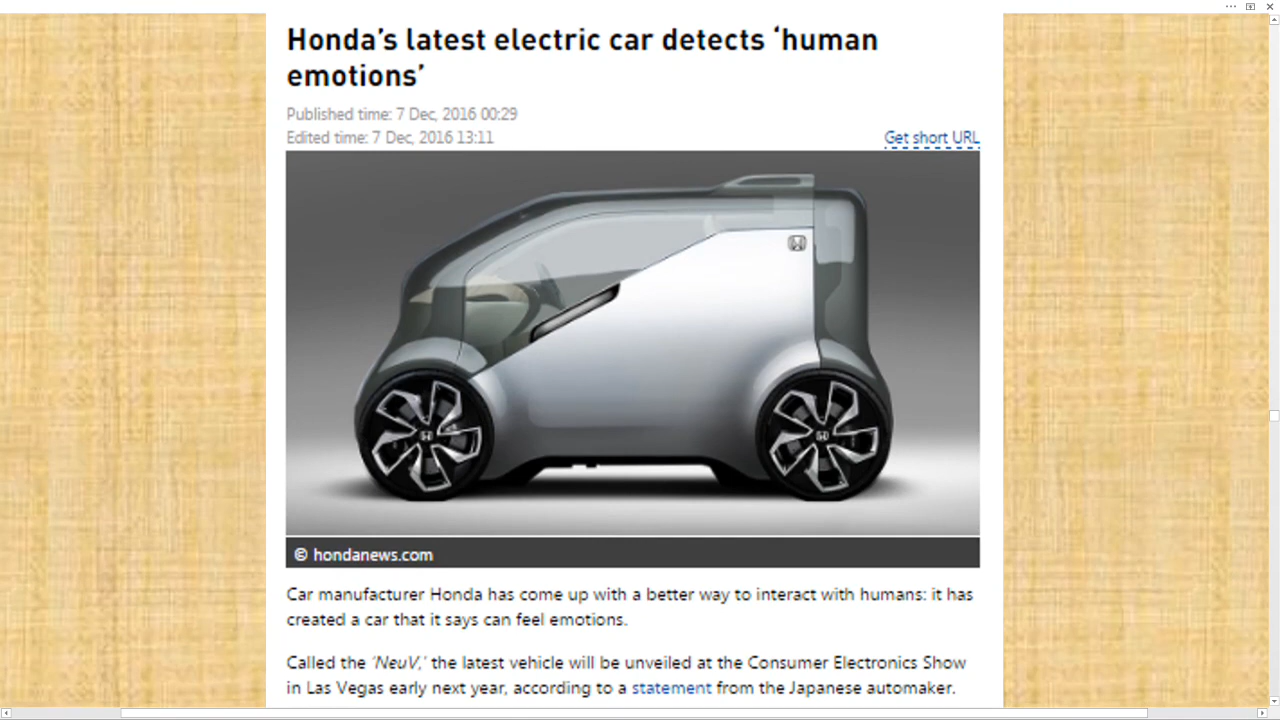 Honda’s latest electric car detects ‘human
emotions’
Published time: 7 Dec, 2016 00:29
Edited time: 7 Dec, 2016 13:11
Get short URL
© hondanews.com
Car manufacturer Honda has come up with a better way to interact with humans: it has
created a car that it says can feel emotions.
Called the ‘NeuV,’ the latest vehicle will be unveiled at the Consumer Electronics Show
in Las Vegas early next year, according to a statement from the Japanese automaker.